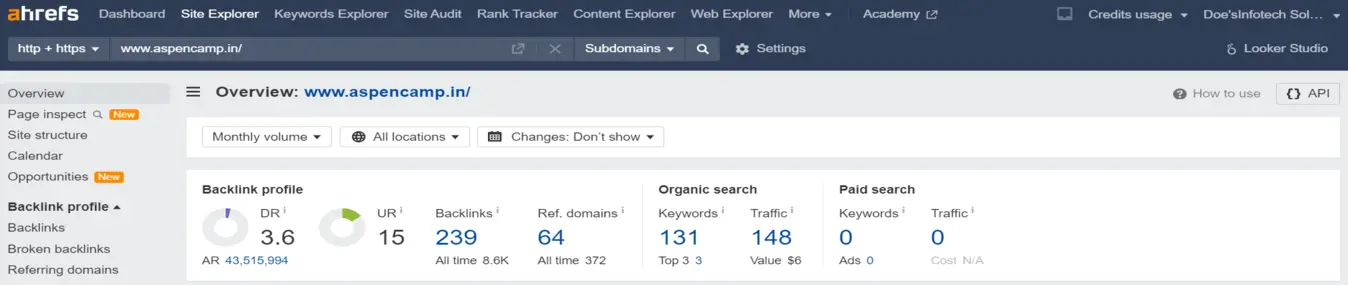 ahrefs Dashboard Site Explorer Keywords Explorer Site Audit Rank Tracker Content Explorer Web Explorer More Academy Credits usage Doe'sInfotech Sol...
http + https www.aspencamp.in/ Subdomains Settings Looker Studio
Overview
Page inspect New
Site structure
Calendar
Opportunities New
Backlink profile
Backlinks
Broken backlinks
Referring domains
Overview: www.aspencamp.in/ How to use {} API
Monthly volume All locations Changes: Don't show
Backlink profile
DR i
3.6
AR 43,515,994
UR i
15
Backlinks i
239
All time 8.6K
Ref. domains i
64
All time 372
Organic search
Keywords i
131
Top 3 3
Traffic i
148
Value $6
Paid search
Keywords i
0
Ads 0
Traffic i
0
Cost N/A